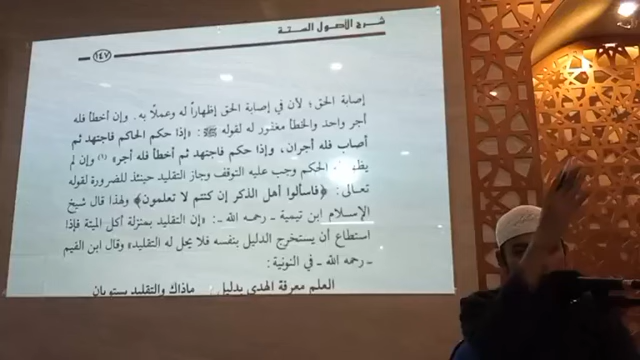 شرح الأصول الستة
١٤٧
إصابة الحق؛ لأن في إصابة الحق إظهاراً له وعملاً به. وإن أخطأ فله
أجر واحد والخطأ مغفور له لقوله ﷺ: «إذا حكم الحاكم فاجتهد ثم
أصاب فله أجران، وإذا حكم فاجتهد ثم أخطأ فله أجر» (١) وإن لم
يظهر له الحكم وجب عليه التوقف وجاز التقليد حينئذ للضرورة لقوله
تعالى: ﴿فاسألوا أهل الذكر إن كنتم لا تعلمون﴾ ولهذا قال شيخ
الإسلام ابن تيمية - رحمه الله -: «إن التقليد بمنزلة أكل الميتة فإذا
استطاع أن يستخرج الدليل بنفسه فلا يحل له التقليد» وقال ابن القيم
- رحمه الله - في النونية:
العلم معرفة الهدى بدليل ماذاك والتقليد يستويان